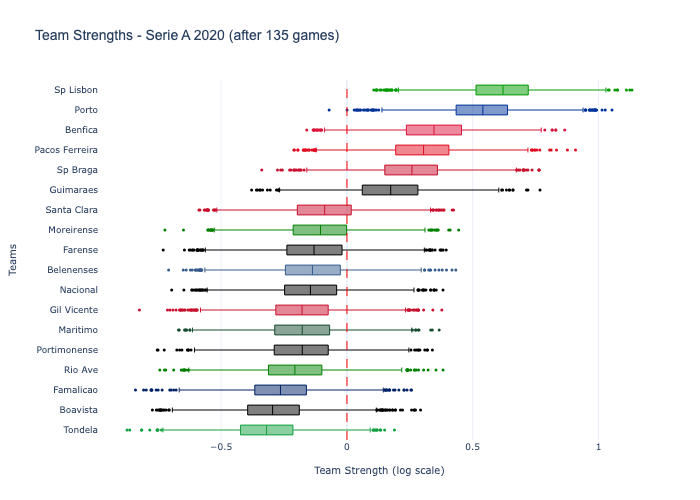 Team Strengths - Serie A 2020 (after 135 games)
Sp Lisbon
Porto
Benfica
Pacos Ferreira
Sp Braga
Guimaraes
Santa Clara
Moreirense
Farense
Belenenses
Nacional
Gil Vicente
Maritimo
Portimonense
Rio Ave
Famalicao
Boavista
Tondela
Teams
−0.5 0 0.5 1
Team Strength (log scale)